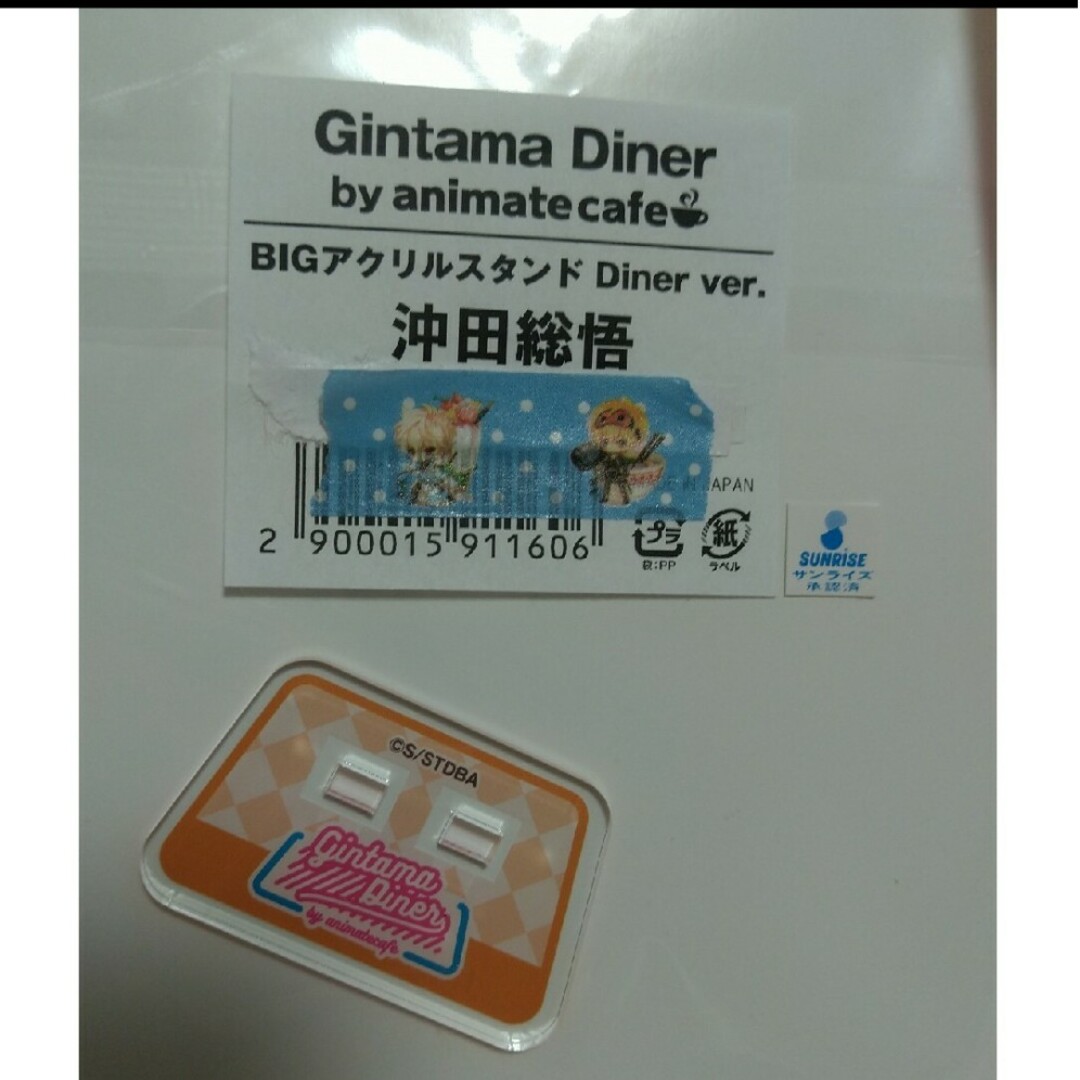 Gintama Diner
by animatecafe
BIGアクリルスタンド Diner ver.
沖田総悟
JAPAN
2 900015 911606
プラ
紙
袋:PP
ラベル
SUNRISE
サンライズ
承認済
©S/STDBA
Gintama
Diner
by animatecafe